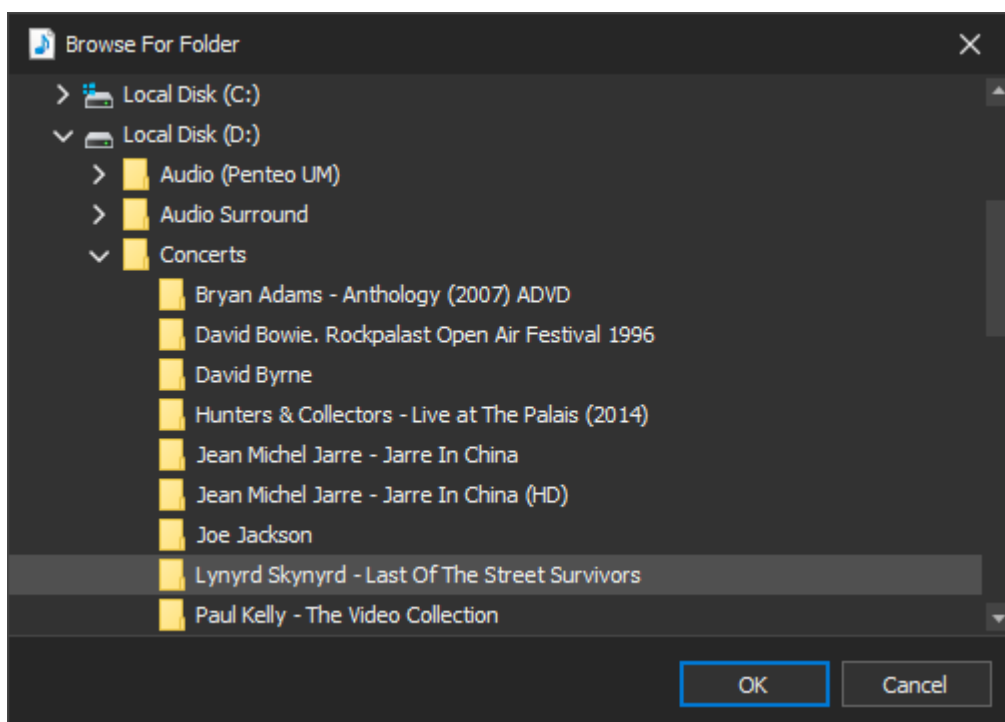 Browse For Folder
Local Disk (C:)
Local Disk (D:)
Audio (Penteo UM)
Audio Surround
Concerts
Bryan Adams - Anthology (2007) ADVD
David Bowie. Rockpalast Open Air Festival 1996
David Byrne
Hunters & Collectors - Live at The Palais (2014)
Jean Michel Jarre - Jarre In China
Jean Michel Jarre - Jarre In China (HD)
Joe Jackson
Lynyrd Skynyrd - Last Of The Street Survivors
Paul Kelly - The Video Collection
OK Cancel